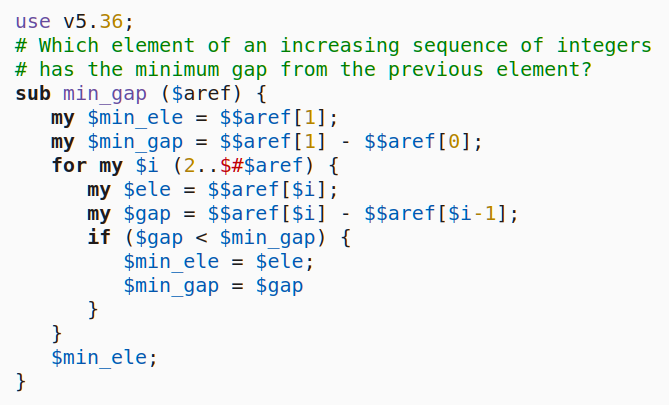 use v5.36;
# Which element of an increasing sequence of integers
# has the minimum gap from the previous element?
sub min_gap ($aref) {
   my $min_ele = $$aref[1];
   my $min_gap = $$aref[1] - $$aref[0];
   for my $i (2..$#$aref) {
      my $ele = $$aref[$i];
      my $gap = $$aref[$i] - $$aref[$i-1];
      if ($gap < $min_gap) {
         $min_ele = $ele;
         $min_gap = $gap
      }
   }
   $min_ele;
}